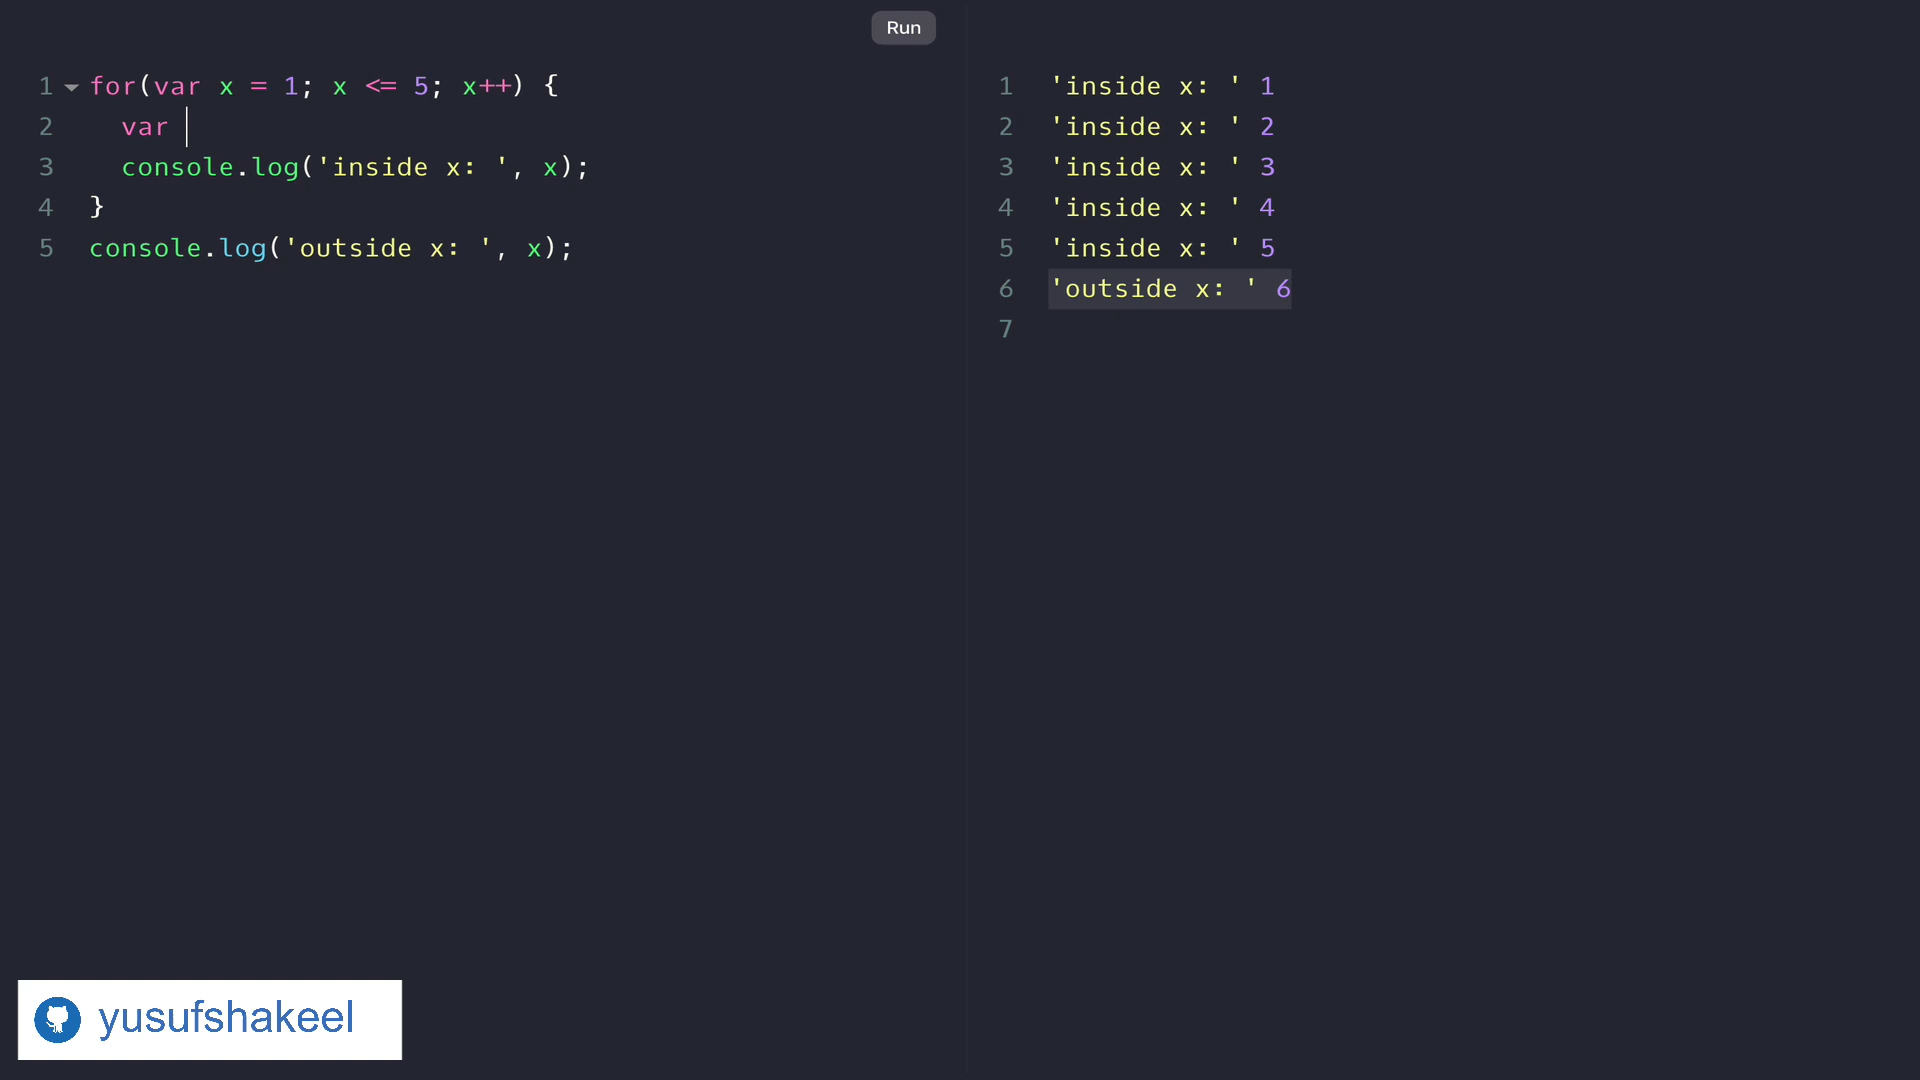 Run
1 for(var x = 1; x <= 5; x++) {
2 var
3 console.log('inside x: ', x);
4 }
5 console.log('outside x: ', x);
1 'inside x: ' 1
2 'inside x: ' 2
3 'inside x: ' 3
4 'inside x: ' 4
5 'inside x: ' 5
6 'outside x: ' 6
7
yusufshakeel